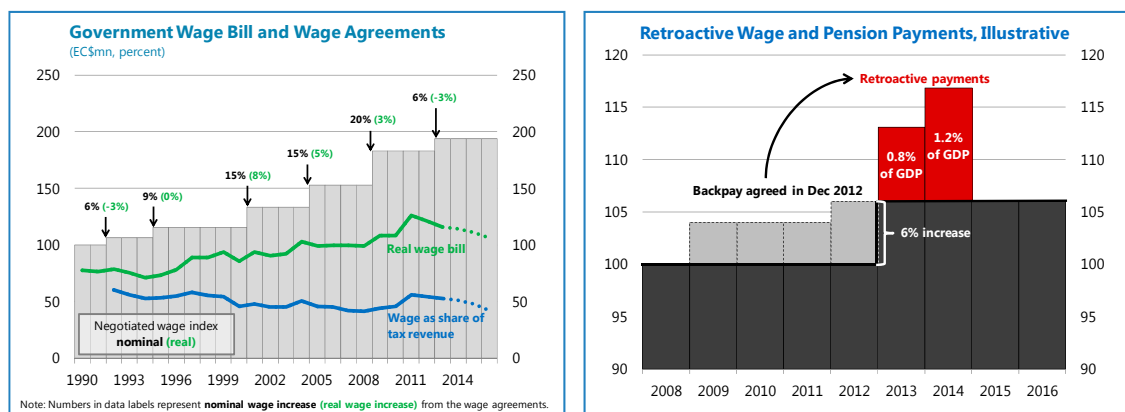 Government Wage Bill and Wage Agreements
(EC$mn, percent)
250 250
6% (-3%)
20% (3%)
200 200
15% (5%)
15% (8%)
9% (0%)
150 150
6% (-3%)
100 100
Real wage bill
50 50
Wage as share of
tax revenue
Negotiated wage index
nominal (real)
0 0
1990 1993 1996 1999 2002 2005 2008 2011 2014
Note: Numbers in data labels represent nominal wage increase (real wage increase) from the wage agreements.
Retroactive Wage and Pension Payments, Illustrative
120 120
Retroactive payments
115 115
1.2%
of GDP
0.8%
of GDP
110 110
Backpay agreed in Dec 2012
105 105
6% increase
100 100
95 95
90 90
2008 2009 2010 2011 2012 2013 2014 2015 2016